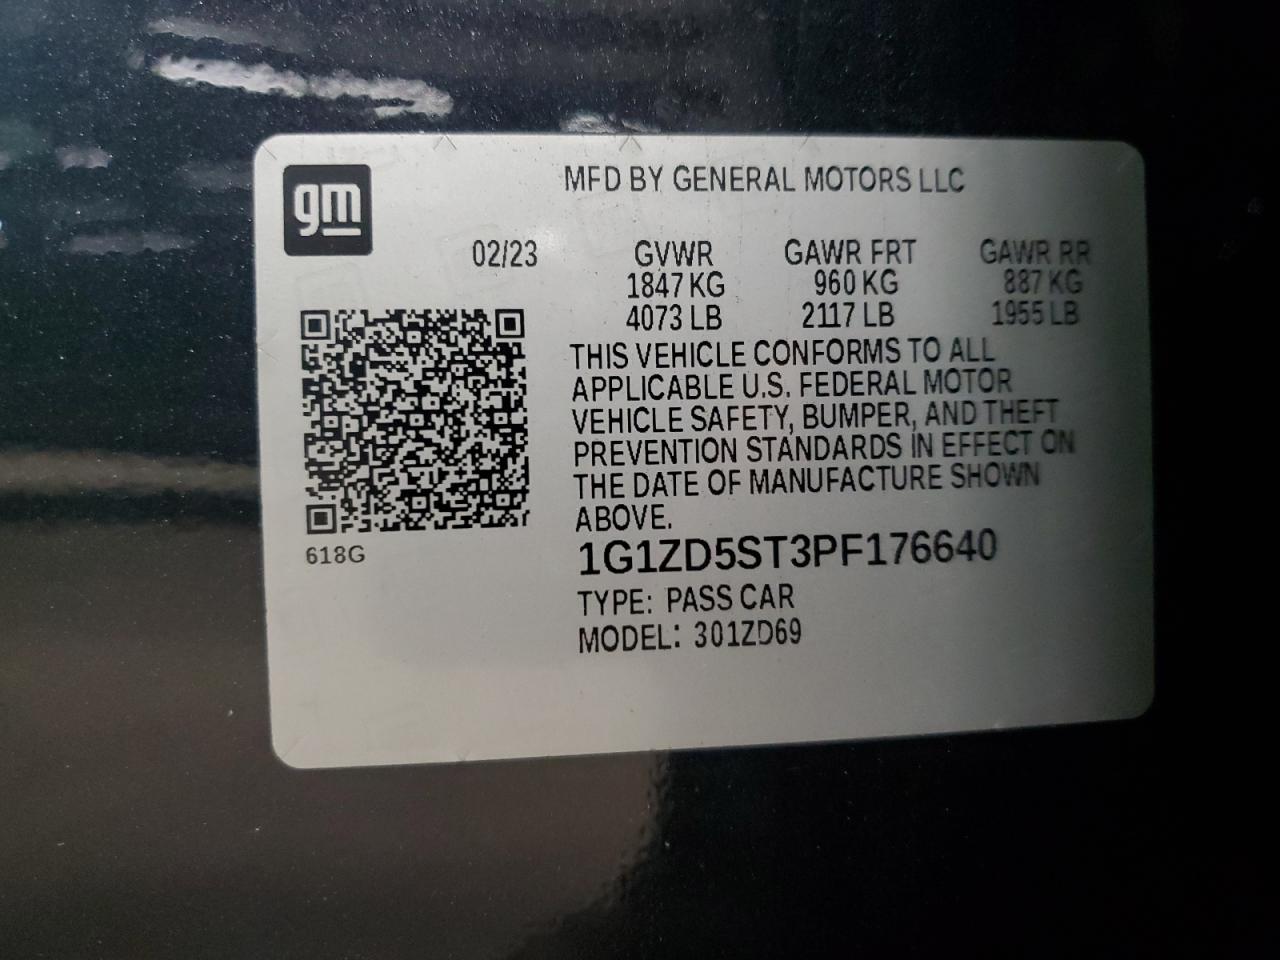 gm
MFD BY GENERAL MOTORS LLC
02/23 GVWR GAWR FRT GAWR RR
1847 KG 960 KG 887 KG
4073 LB 2117 LB 1955 LB
THIS VEHICLE CONFORMS TO ALL
APPLICABLE U.S. FEDERAL MOTOR
VEHICLE SAFETY, BUMPER, AND THEFT
PREVENTION STANDARDS IN EFFECT ON
THE DATE OF MANUFACTURE SHOWN
ABOVE.
618G
1G1ZD5ST3PF176640
TYPE: PASS CAR
MODEL: 301ZD69